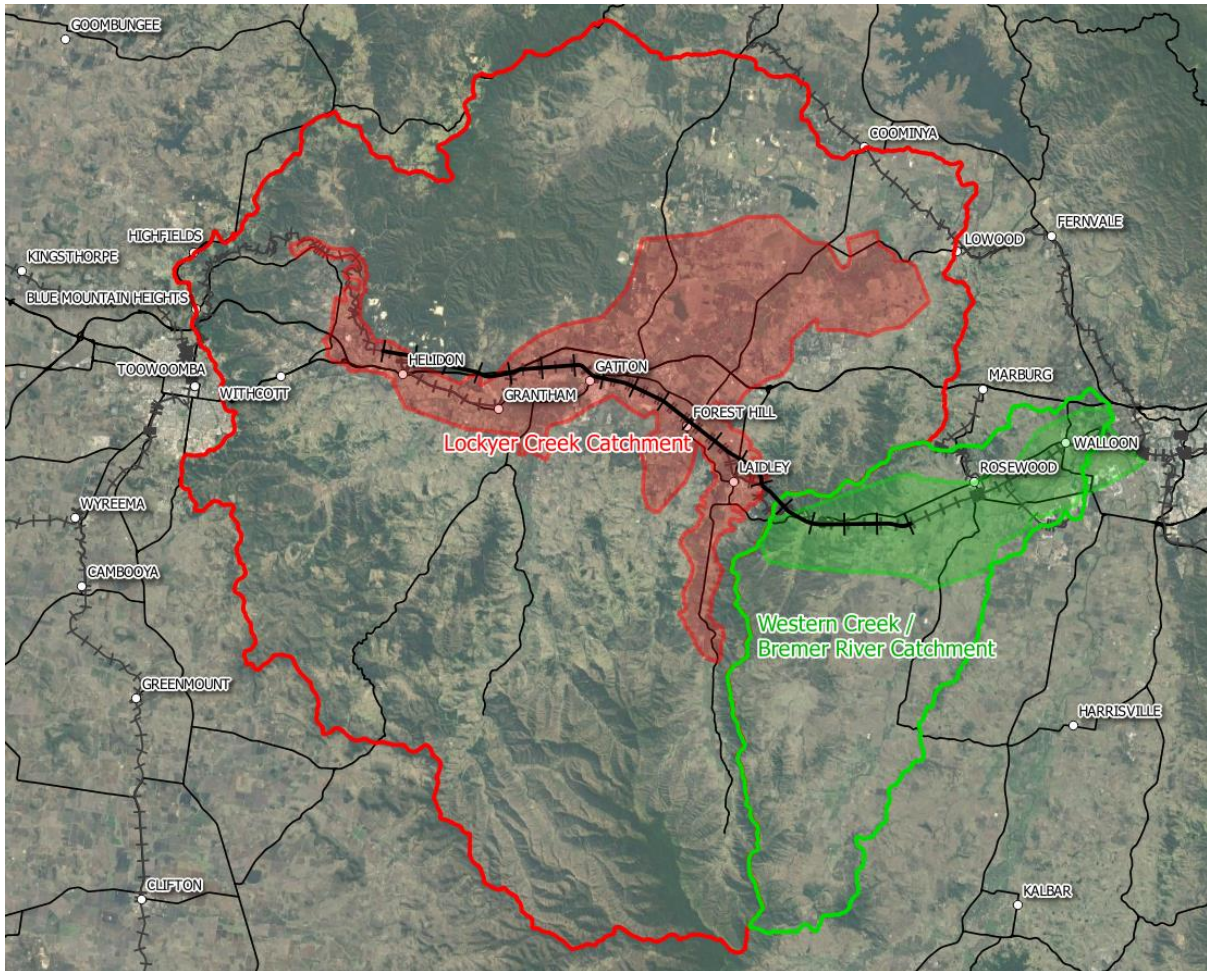 GOOMBUNGEE
COOMINYA
HIGHFIELDS
FERNVALE
LOWOOD
KINGSTHORPE
BLUE MOUNTAIN HEIGHTS
HELIDON
GATTON
TOOWOOMBA
WITHCOTT
MARBURG
GRANTHAM
FOREST HILL
Lockyer Creek Catchment
WALLOON
LAIDLEY
ROSEWOOD
WYREEMA
CAMBOOYA
Western Creek /
Bremer River Catchment
GREENMOUNT
HARRISVILLE
CLIFTON
KALBAR